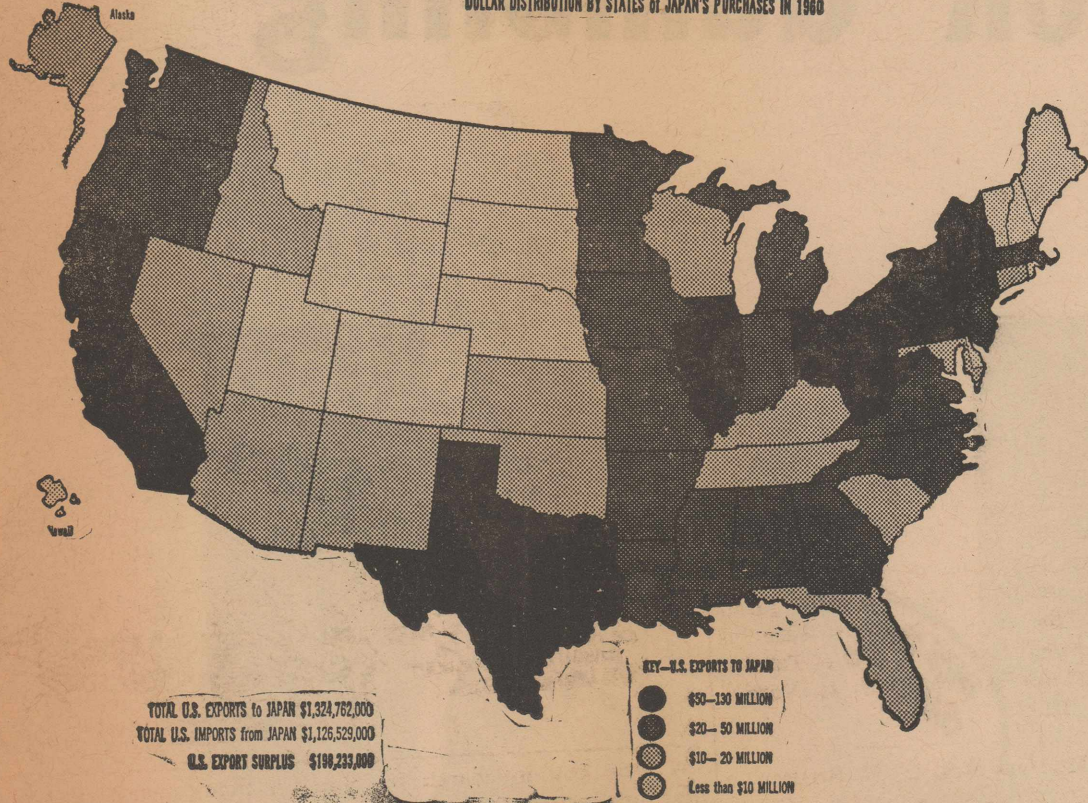 DOLLAR DISTRIBUTION BY STATES of JAPAN'S PURCHASES IN 1960
Alaska
Hawaii
TOTAL U.S. EXPORTS to JAPAN $1,324,762,000
TOTAL U.S. IMPORTS from JAPAN $1,126,529,000
U.S. EXPORT SURPLUS $198,233,000
KEY—U.S. EXPORTS TO JAPAN
$50—130 MILLION
$20— 50 MILLION
$10— 20 MILLION
Less than $10 MILLION